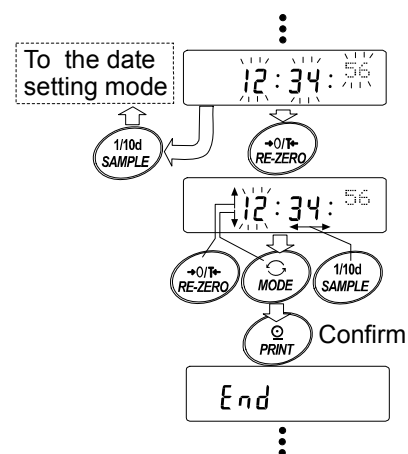 To the date
setting mode
12:34:56
1/10d
SAMPLE
→0/T←
RE-ZERO
12:34:56
→0/T←
RE-ZERO
MODE
1/10d
SAMPLE
PRINT
Confirm
End